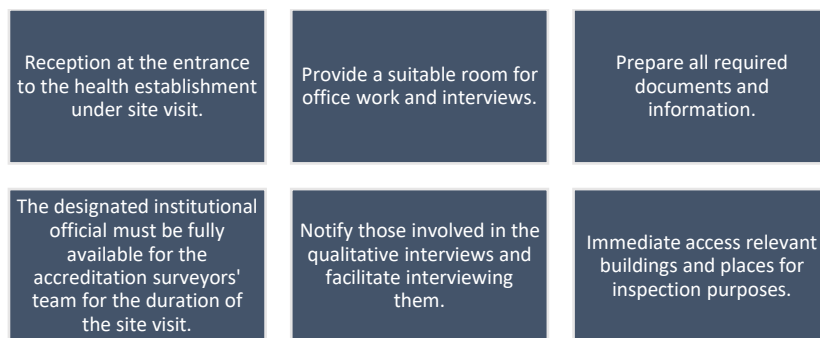 Reception at the entrance
to the health establishment
under site visit.
Provide a suitable room for
office work and interviews.
Prepare all required
documents and
information.
The designated institutional
official must be fully
available for the
accreditation surveyors'
team for the duration of
the site visit.
Notify those involved in the
qualitative interviews and
facilitate interviewing
them.
Immediate access relevant
buildings and places for
inspection purposes.